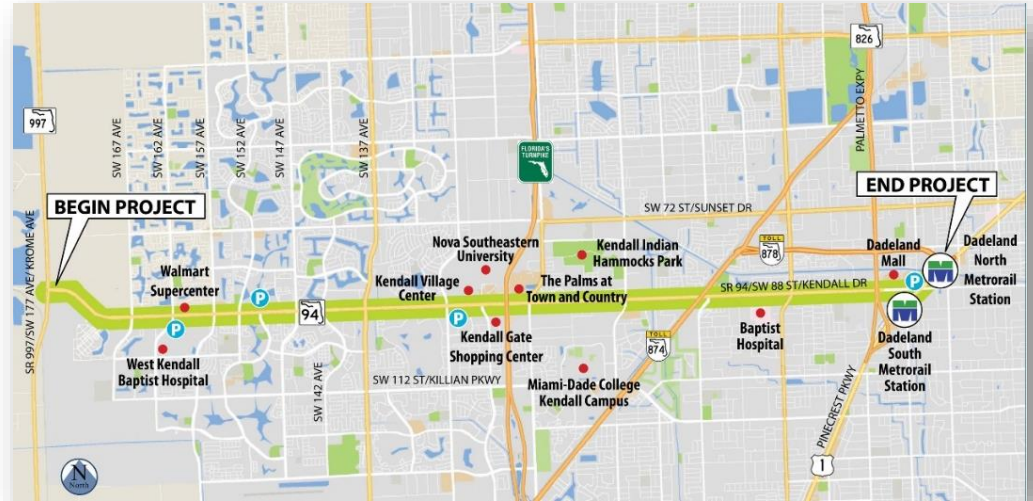 826
997
SW 167 AVE
SW 162 AVE
SW 157 AVE
SW 152 AVE
SW 147 AVE
SW 137 AVE
PALMETTO EXPY
FLORIDA'S
TURNPIKE
BEGIN PROJECT
END PROJECT
SW 72 ST/SUNSET DR
SR 997/SW 177 AVE/ KROME AVE
Walmart
Supercenter
Nova Southeastern
University
Kendall Village
Center
Kendall Indian
Hammocks Park
The Palms at
Town and Country
TOLL
878
Dadeland
Mall
Dadeland
North
Metrorail
Station
P
P
P
P
94
SR 94/SW 88 ST/KENDALL DR
Kendall Gate
Shopping Center
West Kendall
Baptist Hospital
SW 142 AVE
SW 112 ST/KILLIAN PKWY
Miami-Dade College
Kendall Campus
TOLL
874
Baptist
Hospital
Dadeland
South
Metrorail
Station
PINECREST PKWY
1
N
North